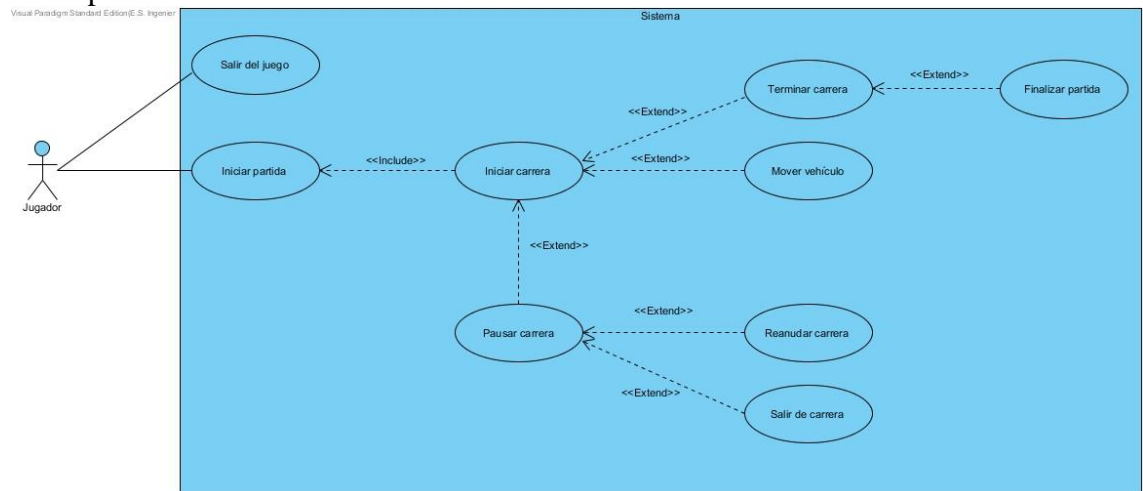 Visual Paradigm Standard Edition(E.S. Ingenier
Sistema
Salir del juego
Terminar carrera
<<Extend>>
Finalizar partida
<<Extend>>
Jugador
Iniciar partida
<<Include>>
Iniciar carrera
<<Extend>>
Mover vehículo
<<Extend>>
Pausar carrera
<<Extend>>
Reanudar carrera
<<Extend>>
Salir de carrera